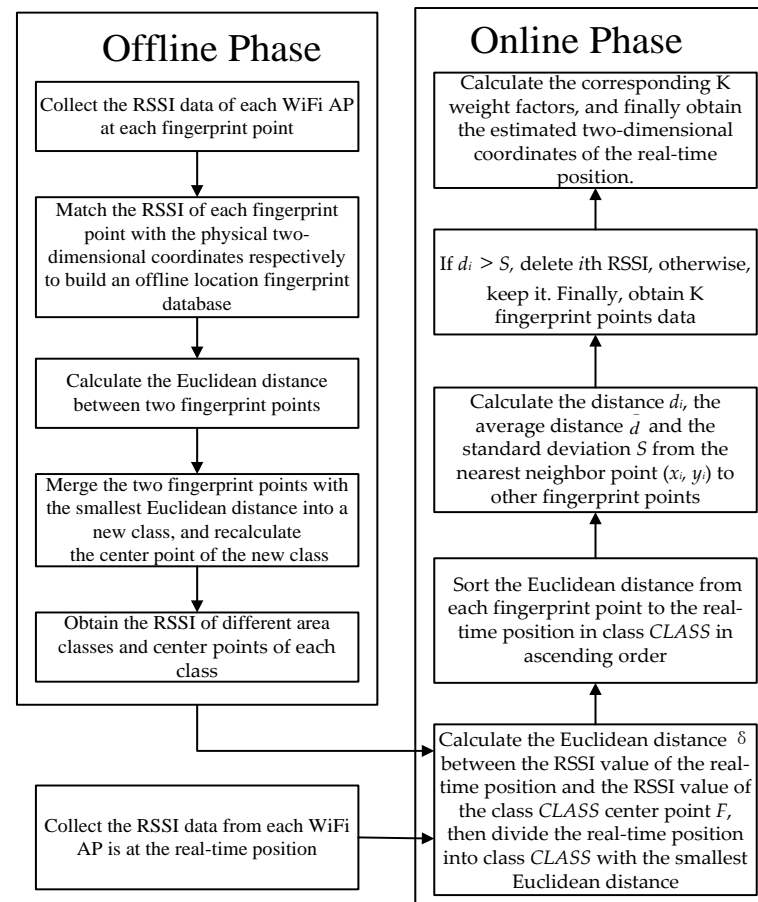 Offline Phase
Collect the RSSI data of each WiFi AP
at each fingerprint point
Match the RSSI of each fingerprint
point with the physical two-
dimensional coordinates respectively
to build an offline location fingerprint
database
Calculate the Euclidean distance
between two fingerprint points
Merge the two fingerprint points with
the smallest Euclidean distance into a
new class, and recalculate
the center point of the new class
Obtain the RSSI of different area
classes and center points of each
class
Collect the RSSI data from each WiFi
AP is at the real-time position
Online Phase
Calculate the corresponding K
weight factors, and finally obtain
the estimated two-dimensional
coordinates of the real-time
position.
If dᵢ > S, delete ith RSSI, otherwise,
keep it. Finally, obtain K
fingerprint points data
Calculate the distance dᵢ, the
average distance d̄ and the
standard deviation S from the
nearest neighbor point (xᵢ, yᵢ) to
other fingerprint points
Sort the Euclidean distance from
each fingerprint point to the real-
time position in class CLASS in
ascending order
Calculate the Euclidean distance δ
between the RSSI value of the real-
time position and the RSSI value of
the class CLASS center point F,
then divide the real-time position
into class CLASS with the smallest
Euclidean distance